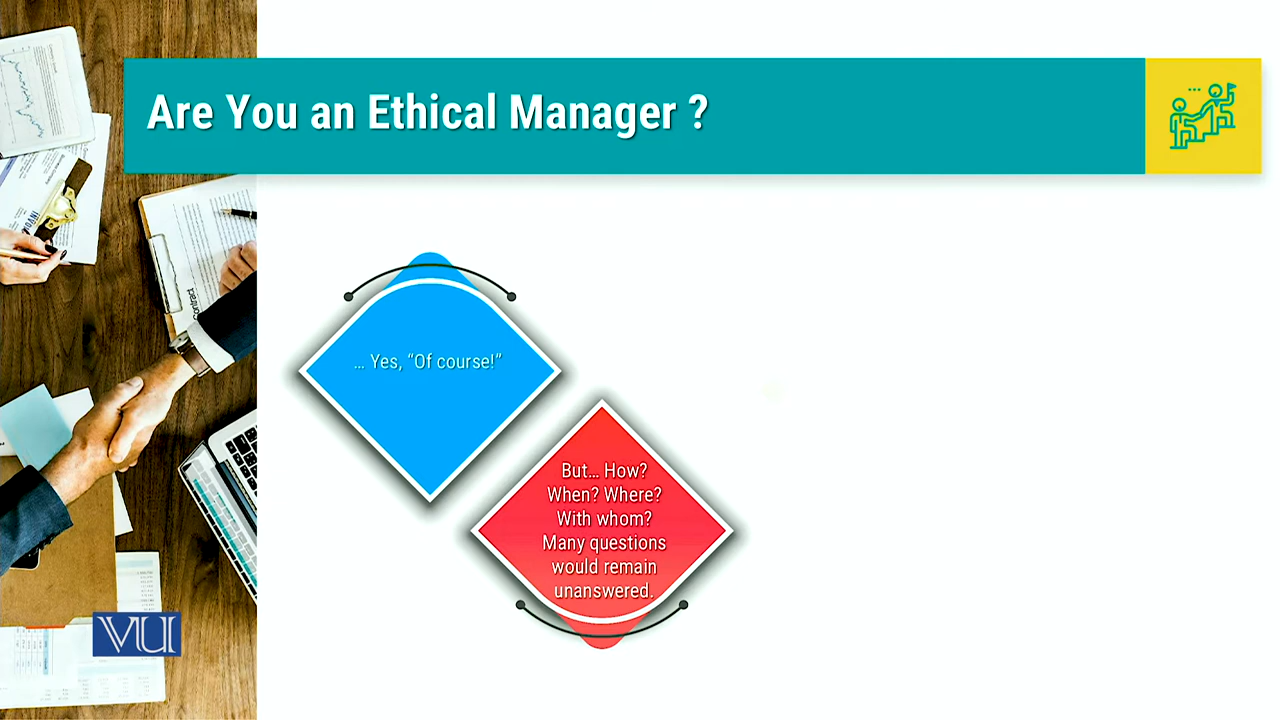 Are You an Ethical Manager ?
... Yes, “Of course!”
But... How?
When? Where?
With whom?
Many questions
would remain
unanswered.
Contract
VU